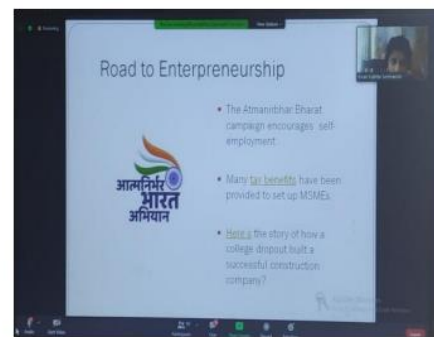 Road to Enterpreneurship
▪ The Atmanirbhar Bharat
campaign encourages self-
employment.
आत्मनिर्भर
भारत
अभियान
▪ Many tax benefits have been
provided to set up MSMEs.
▪ Here's the story of how a
college dropout built a
successful construction
company?